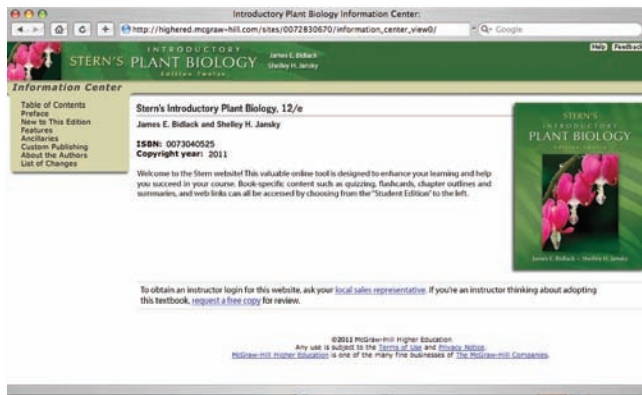 Introductory Plant Biology Information Center:
http://highered.mcgraw-hill.com/sites/0072830670/information_center_view0/
Google
INTRODUCTORY
STERN'S PLANT BIOLOGY
Edition Twelve
James E. Bidlack
Shelley H. Jansky
Help
Feedback
Information Center
Table of Contents
Preface
New to This Edition
Features
Ancillaries
Custom Publishing
About the Authors
List of Changes
Stern's Introductory Plant Biology, 12/e
James E. Bidlack and Shelley H. Jansky
ISBN: 0073040525
Copyright year: 2011
Welcome to the Stern website! This valuable online tool is designed to enhance your learning and help
you succeed in your course. Book-specific content such as quizzing, flashcards, chapter outlines and
summaries, and web links can all be accessed by choosing from the "Student Edition" to the left.
STERN'S
INTRODUCTORY
PLANT BIOLOGY
EDITION TWELVE
James E. Bidlack - Shelley H. Jansky
To obtain an instructor login for this website, ask your local sales representative. If you're an instructor thinking about adopting
this textbook, request a free copy for review.
©2011 McGraw-Hill Higher Education
Any use is subject to the Terms of Use and Privacy Notice.
McGraw-Hill Higher Education is one of the many fine businesses of The McGraw-Hill Companies.